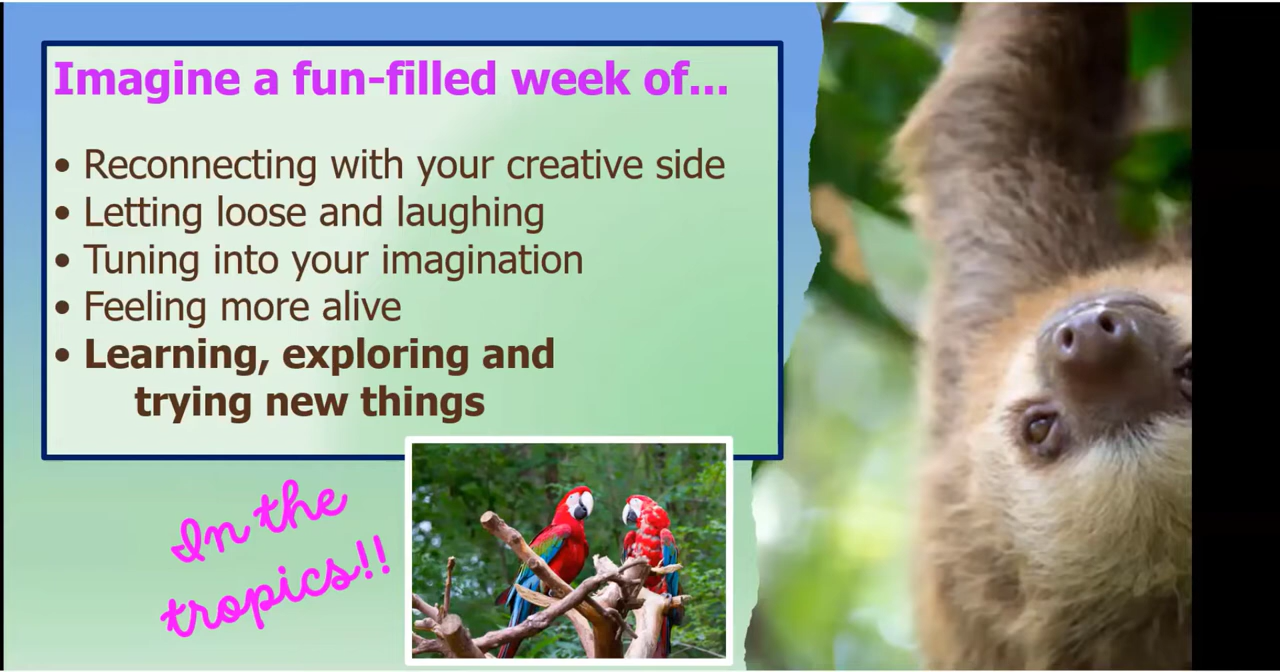 Imagine a fun-filled week of...
• Reconnecting with your creative side
• Letting loose and laughing
• Tuning into your imagination
• Feeling more alive
• Learning, exploring and
trying new things
In the
tropics!!